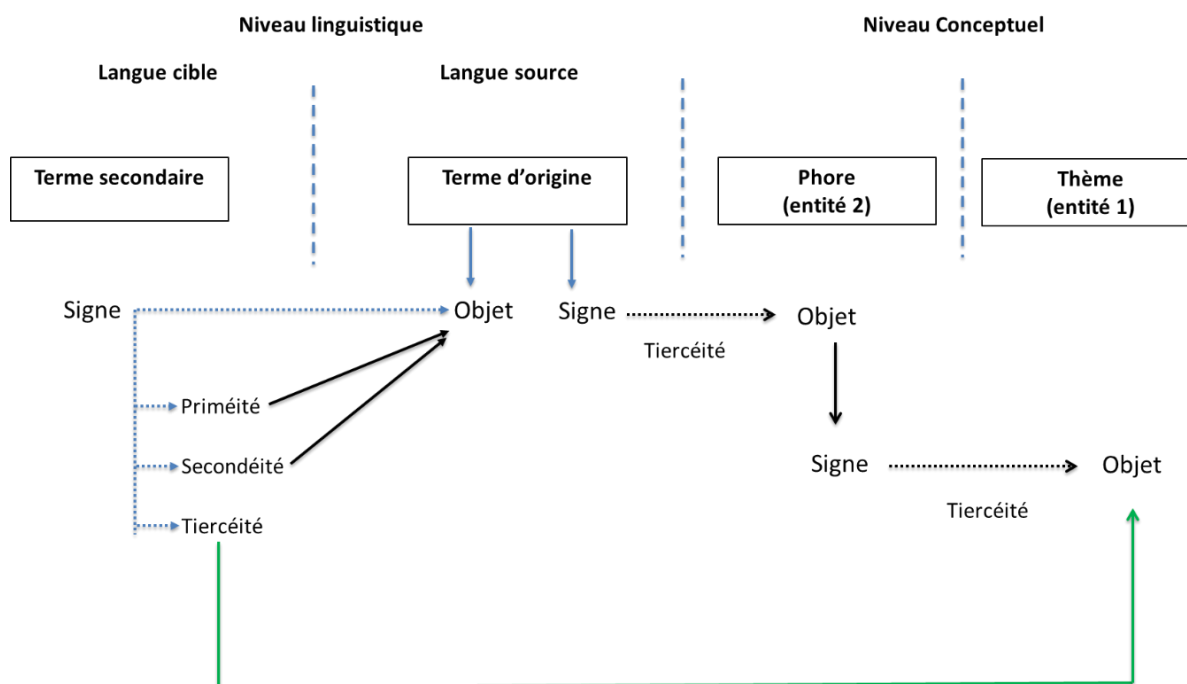 Niveau linguistique
Niveau Conceptuel
Langue cible
Langue source
Terme secondaire
Terme d’origine
Phore
(entité 2)
Thème
(entité 1)
Signe
Objet
Signe
Objet
Tiercéité
Priméité
Secondéité
Signe
Objet
Tiercéité
Tiercéité